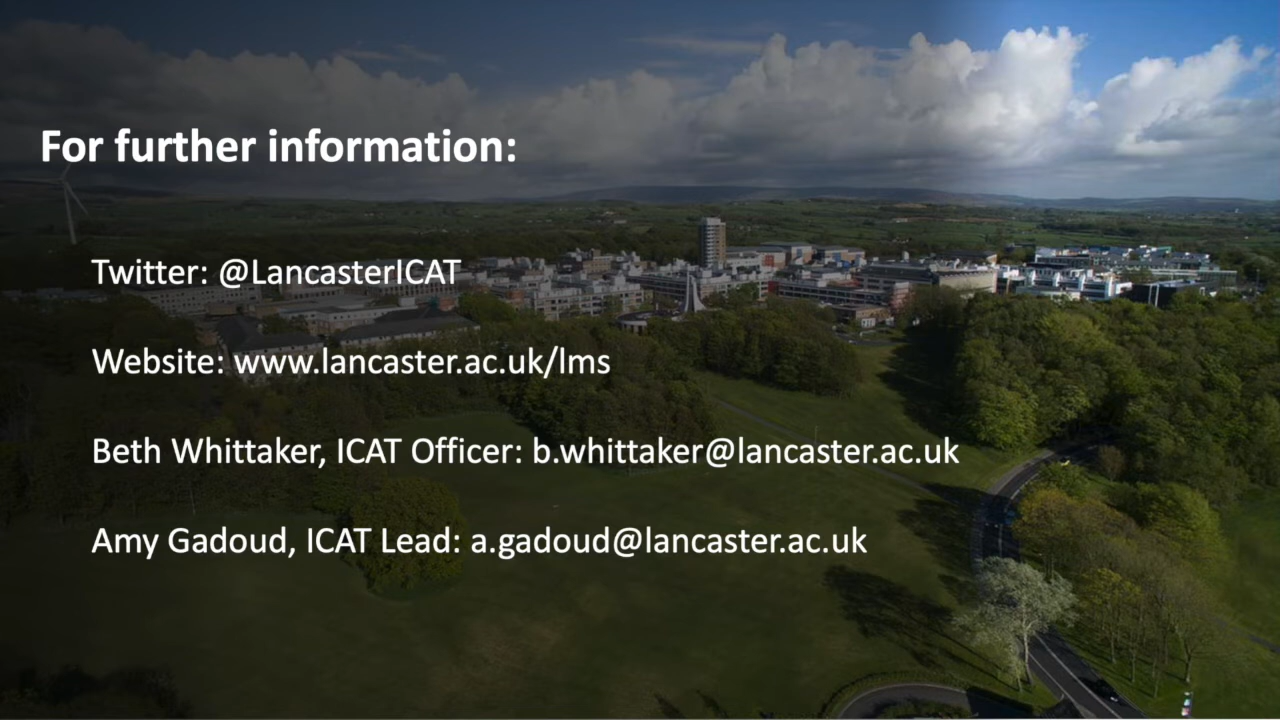 For further information:
Twitter: @LancasterICAT
Website: www.lancaster.ac.uk/lms
Beth Whittaker, ICAT Officer: b.whittaker@lancaster.ac.uk
Amy Gadoud, ICAT Lead: a.gadoud@lancaster.ac.uk